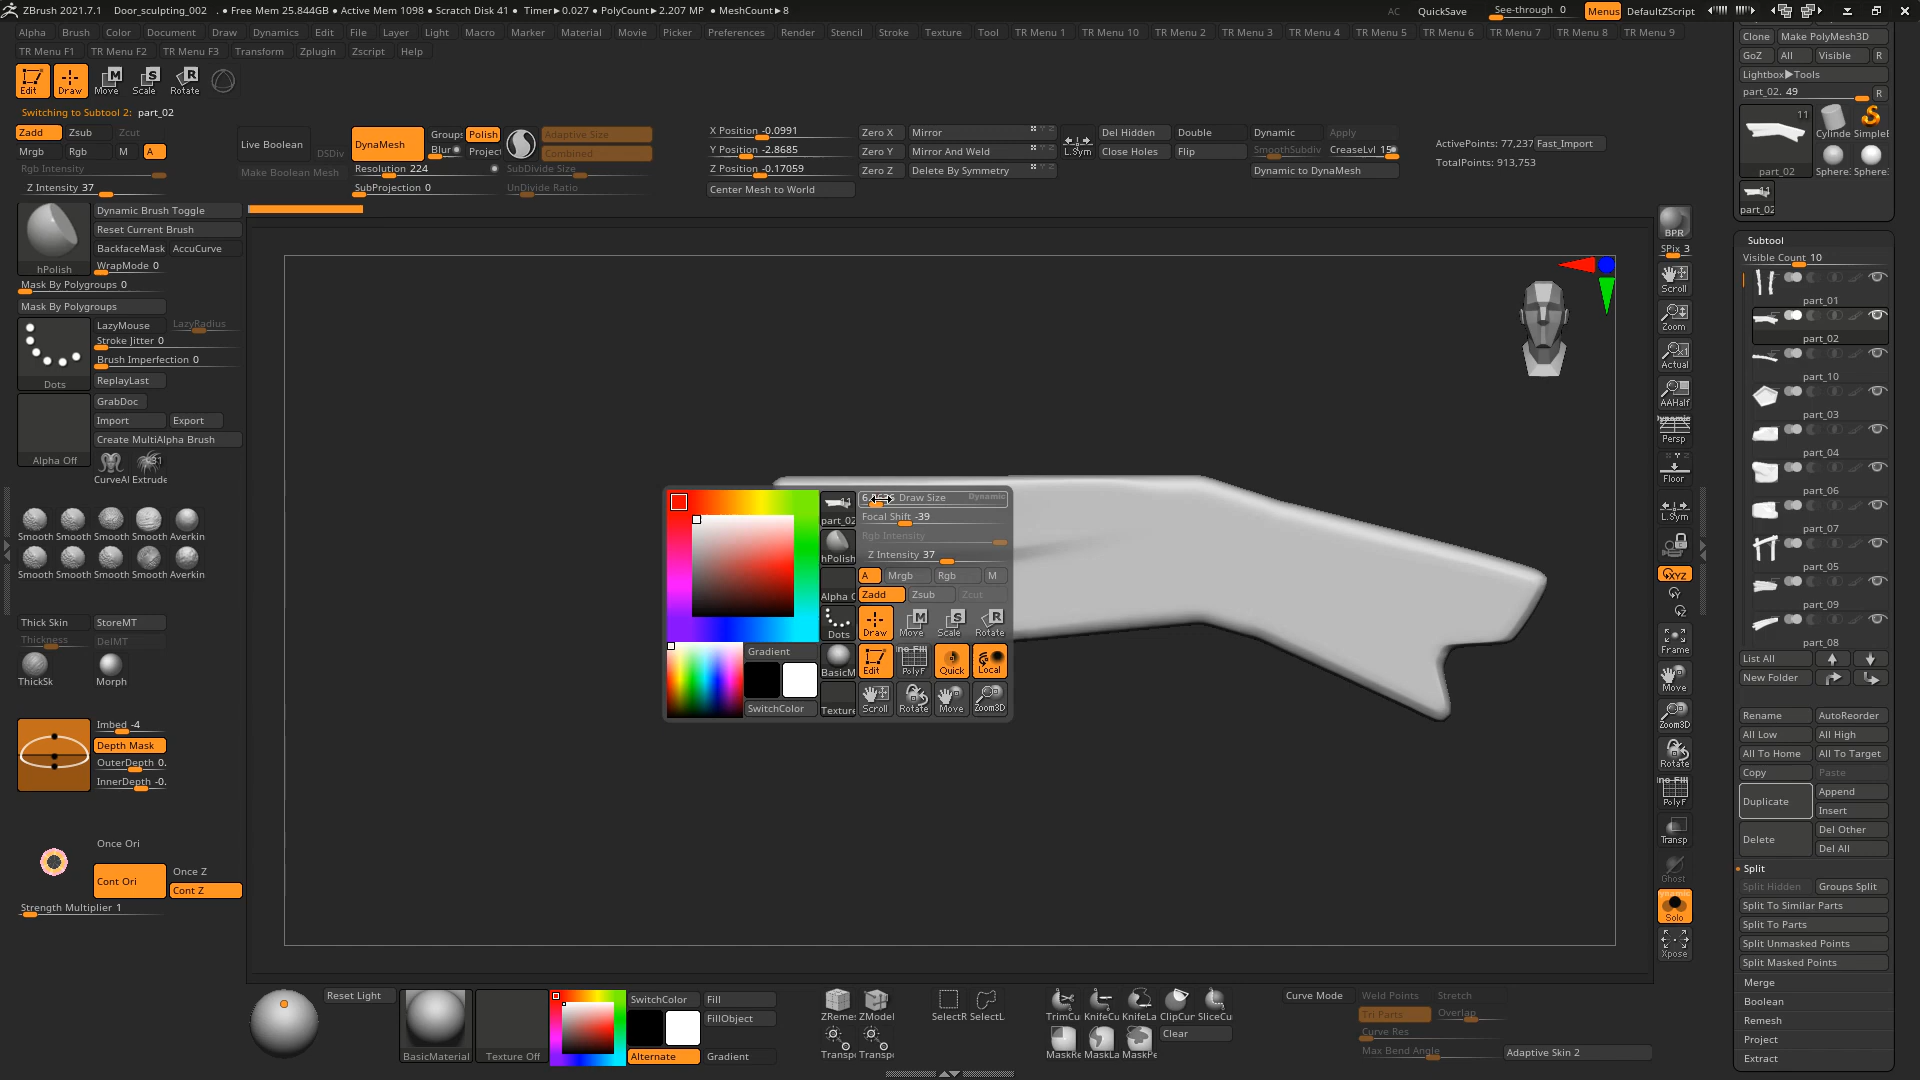 ZBrush 2021.7.1 Door_sculpting_002 . • Free Mem 25.844GB • Active Mem 1098 • Scratch Disk 41 • Timer▸0.027 • PolyCount▸2.207 MP • MeshCount▸8 AC QuickSave See-through 0 Menus DefaultZScript
Alpha Brush Color Document Draw Dynamics Edit File Layer Light Macro Marker Material Movie Picker Preferences Render Stencil Stroke Texture Tool TR Menu 1 TR Menu 10 TR Menu 2 TR Menu 3 TR Menu 4 TR Menu 5 TR Menu 6 TR Menu 7 TR Menu 8 TR Menu 9
TR Menu F1 TR Menu F2 TR Menu F3 Transform Zplugin Zscript Help
Edit Draw Move Scale Rotate
Switching to Subtool 2: part_02
Zadd Zsub Zcut
Mrgb Rgb M A
Rgb Intensity
Z Intensity 37
Live Boolean
DSDiv
Make Boolean Mesh
DynaMesh
Polish
Blur
Resolution 224
SubProjection 0
Adaptive Size
Combined
SubDivide Size
UnDivide Ratio
X Position -0.0991
Y Position -2.8685
Z Position -0.17059
Center Mesh to World
Zero X Mirror
Zero Y Mirror And Weld
Zero Z Delete By Symmetry
L.Sym
Del Hidden Double
Close Holes Flip
Dynamic Apply
SmoothSubdiv CreaseLvl 15
Dynamic to DynaMesh
ActivePoints: 77,237 Fast_Import
TotalPoints: 913,753
hPolish
Dynamic Brush Toggle
Reset Current Brush
BackfaceMask AccuCurve
WrapMode 0
Mask By Polygroups 0
Mask By Polygroups
Dots
LazyMouse LazyRadius
Stroke Jitter 0
Brush Imperfection 0
ReplayLast
GrabDoc
Import Export
Create MultiAlpha Brush
Alpha Off
CurveAl Extrude
31
Smooth Smooth Smooth Smooth Averkin
Smooth Smooth Smooth Smooth Averkin
Thick Skin StoreMT
Thickness DelMT
ThickSk Morph
Imbed -4
Depth Mask
OuterDepth 0.
InnerDepth -0.
Once Ori
Cont Ori
Once Z
Cont Z
Strength Multiplier 1
Draw Size Dynamic
Focal Shift -39
Rgb Intensity
Z Intensity 37
A Mrgb Rgb M
Zadd Zsub Zcut
Draw Move Scale Rotate
Edit PolyF Quick Local
Scroll Rotate Move Zoom3D
11
part_02
hPolish
Dots
BasicM
Texture
Gradient
SwitchColor
BPR
SPix 3
Scroll
Zoom
Actual
AAHalf
Dynamic
Persp
Floor
L.Sym
XYZ
Frame
Move
Zoom3D
Rotate
PolyF
Transp
Ghost
Solo
Xpose
Clone Make PolyMesh3D
GoZ All Visible R
Lightbox▶Tools
part_02. 49 R
11
part_02
Cylinde
SimpleB
Sphere
Sphere
11
part_02
Subtool
Visible Count 10
part_01
part_02
part_10
part_03
part_04
part_06
part_07
part_05
part_09
part_08
List All
New Folder
Rename AutoReorder
All Low All High
All To Home All To Target
Copy Paste
Duplicate Append
Insert
Delete Del Other
Del All
Split
Split Hidden Groups Split
Split To Similar Parts
Split To Parts
Split Unmasked Points
Split Masked Points
Merge
Boolean
Remesh
Project
Extract
Reset Light
BasicMaterial
Texture Off
SwitchColor Fill
FillObject
Alternate Gradient
ZRemes ZModel
Transp Transp
SelectR SelectL
TrimCu KnifeCu KnifeLa ClipCur SliceCu
Clear
MaskRe MaskLa MaskPe
Curve Mode
Weld Points Stretch
Tri Parts Overlap
Curve Res
Max Bend Angle
Adaptive Skin 2